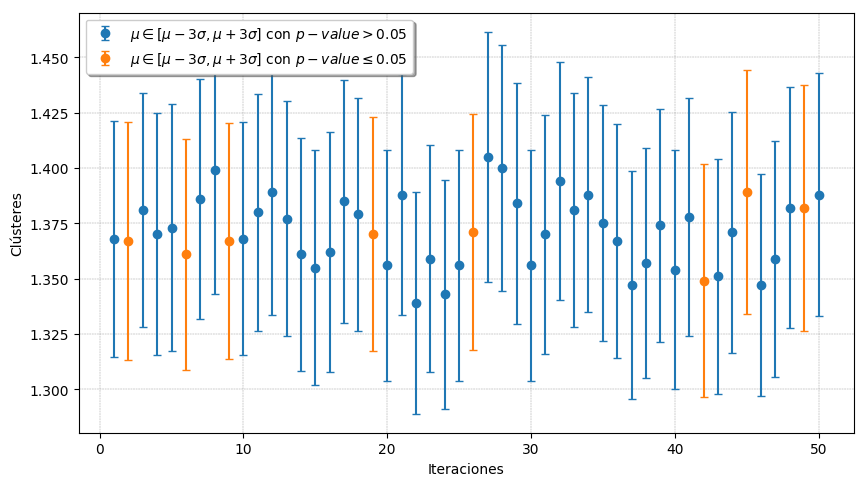 μ ∈ [μ − 3σ, μ + 3σ] con p − value > 0.05
μ ∈ [μ − 3σ, μ + 3σ] con p − value ≤ 0.05
1.450
1.425
1.400
1.375
1.350
1.325
1.300
Clústeres
0 10 20 30 40 50
Iteraciones